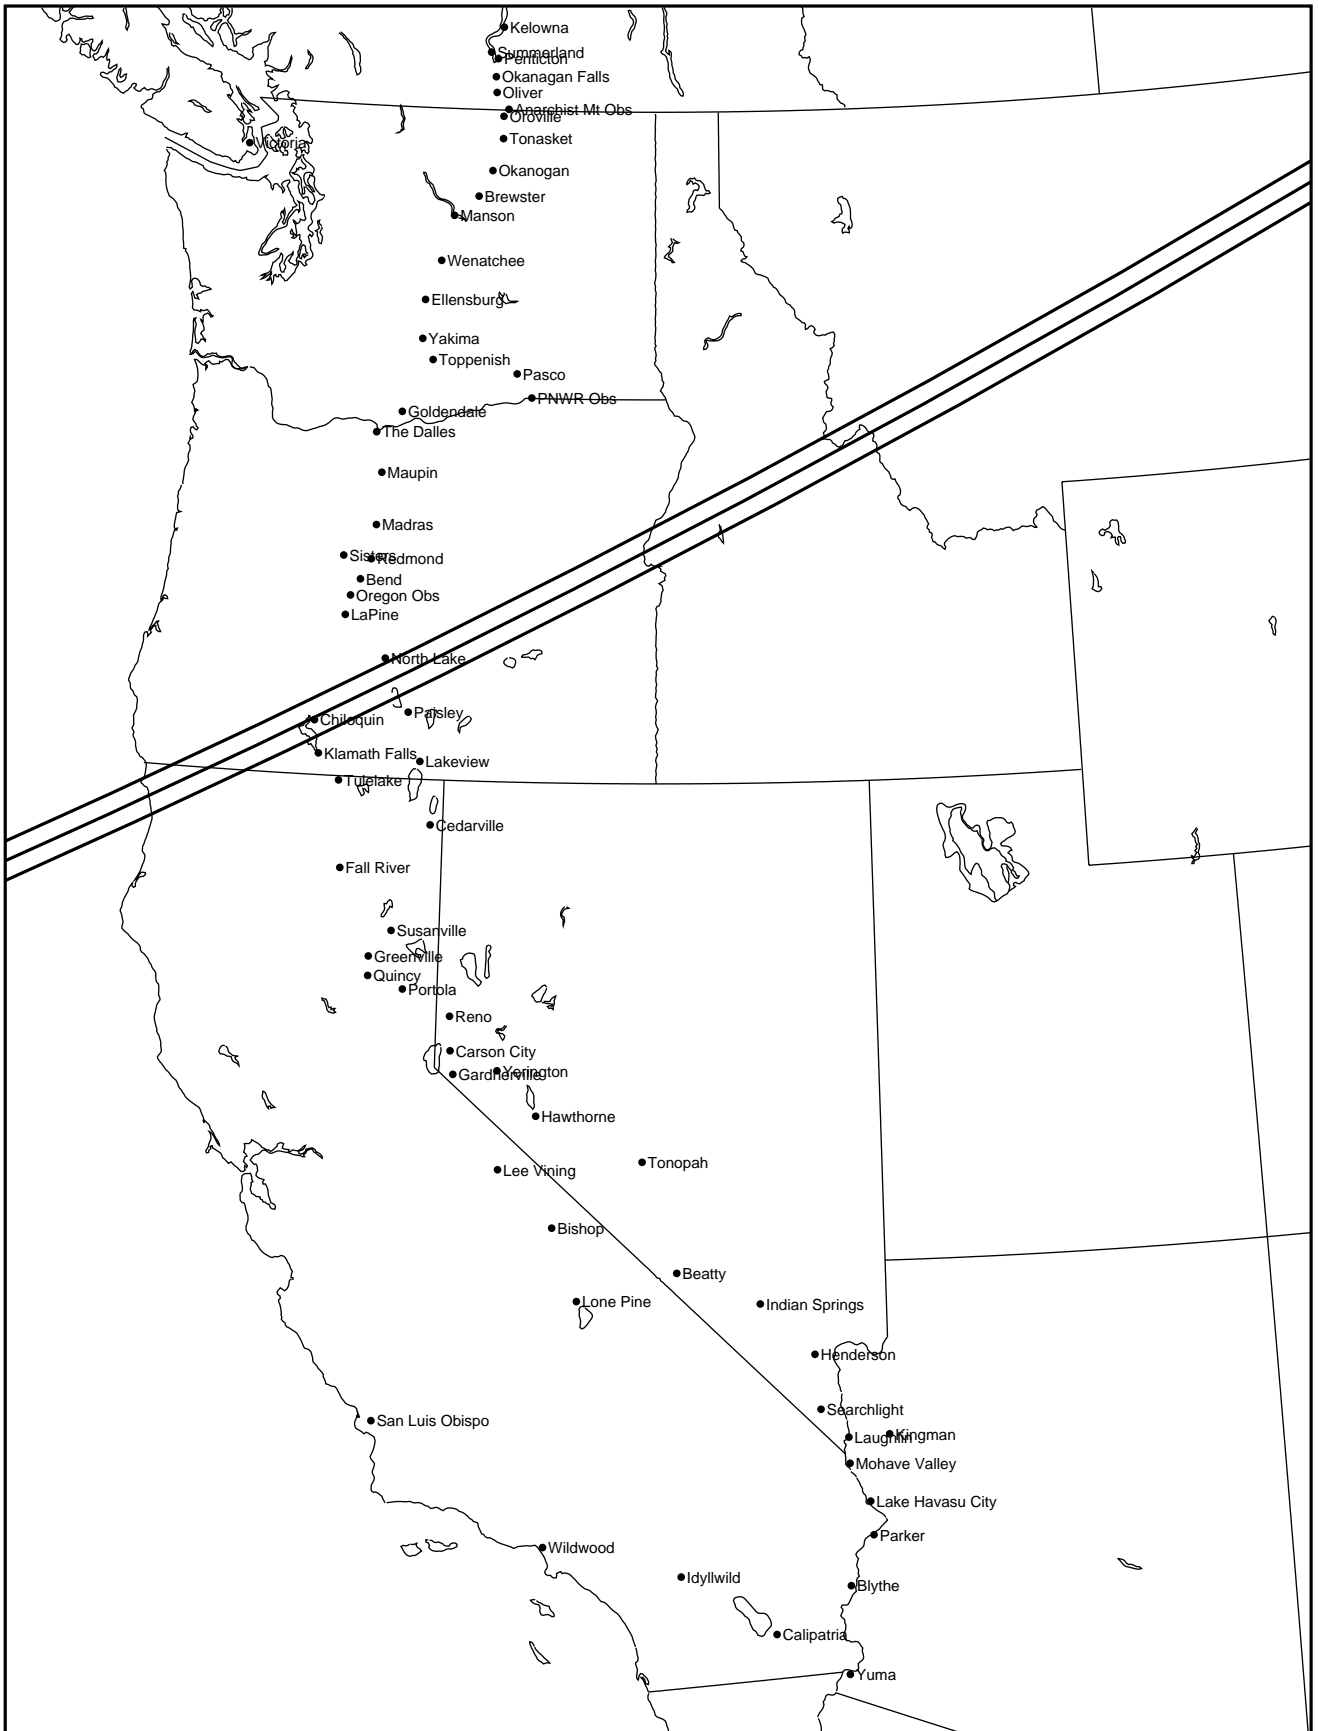 Kelowna
Summerland
Penticton
Okanagan Falls
Oliver
Anarchist Mt Obs
Oroville
Tonasket
Victoria
Okanogan
Brewster
Manson
Wenatchee
Ellensburg
Yakima
Toppenish
Pasco
PNWR Obs
Goldendale
The Dalles
Maupin
Madras
Sisters
Redmond
Bend
Oregon Obs
LaPine
North Lake
Paisley
Chiloquin
Klamath Falls
Lakeview
Tulelake
Cedarville
Fall River
Susanville
Greenville
Quincy
Portola
Reno
Carson City
Yerington
Gardnerville
Hawthorne
Tonopah
Lee Vining
Bishop
Beatty
Lone Pine
Indian Springs
Henderson
Searchlight
San Luis Obispo
Kingman
Laughlin
Mohave Valley
Lake Havasu City
Parker
Wildwood
Idyllwild
Blythe
Calipatria
Yuma